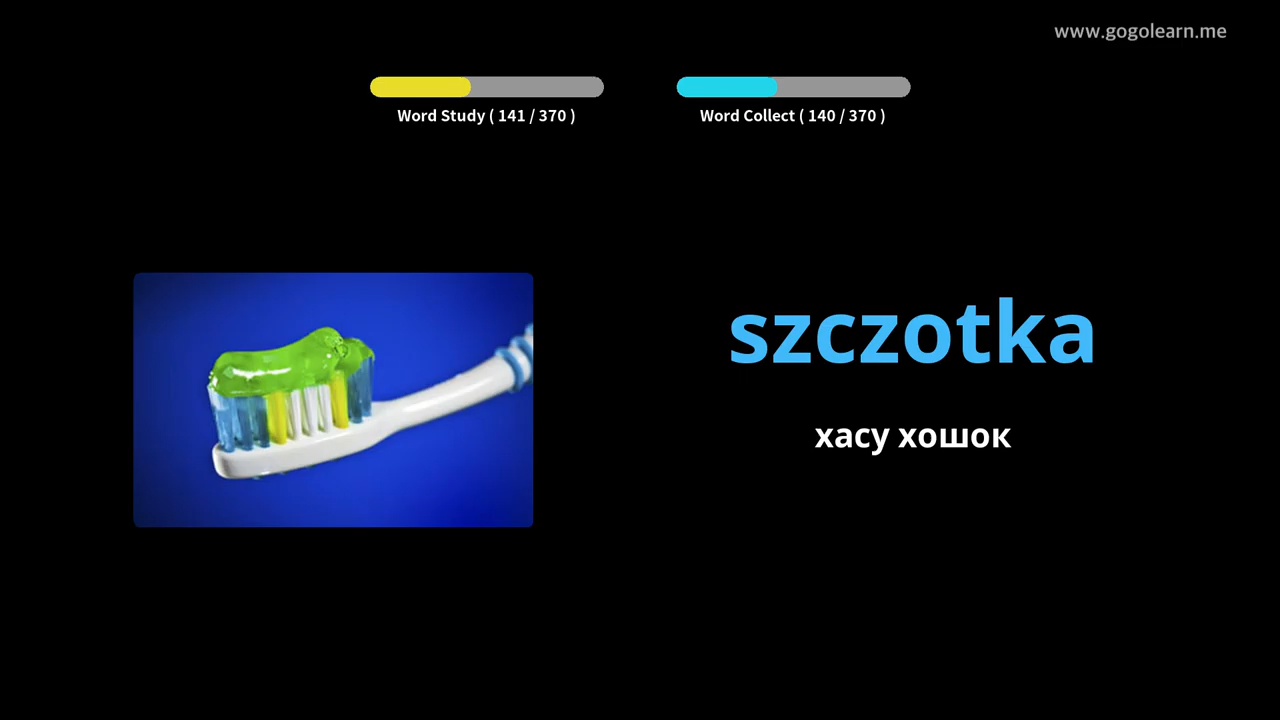 www.gogolearn.me
Word Study ( 141 / 370 )
Word Collect ( 140 / 370 )
szczotka
хасу хошок